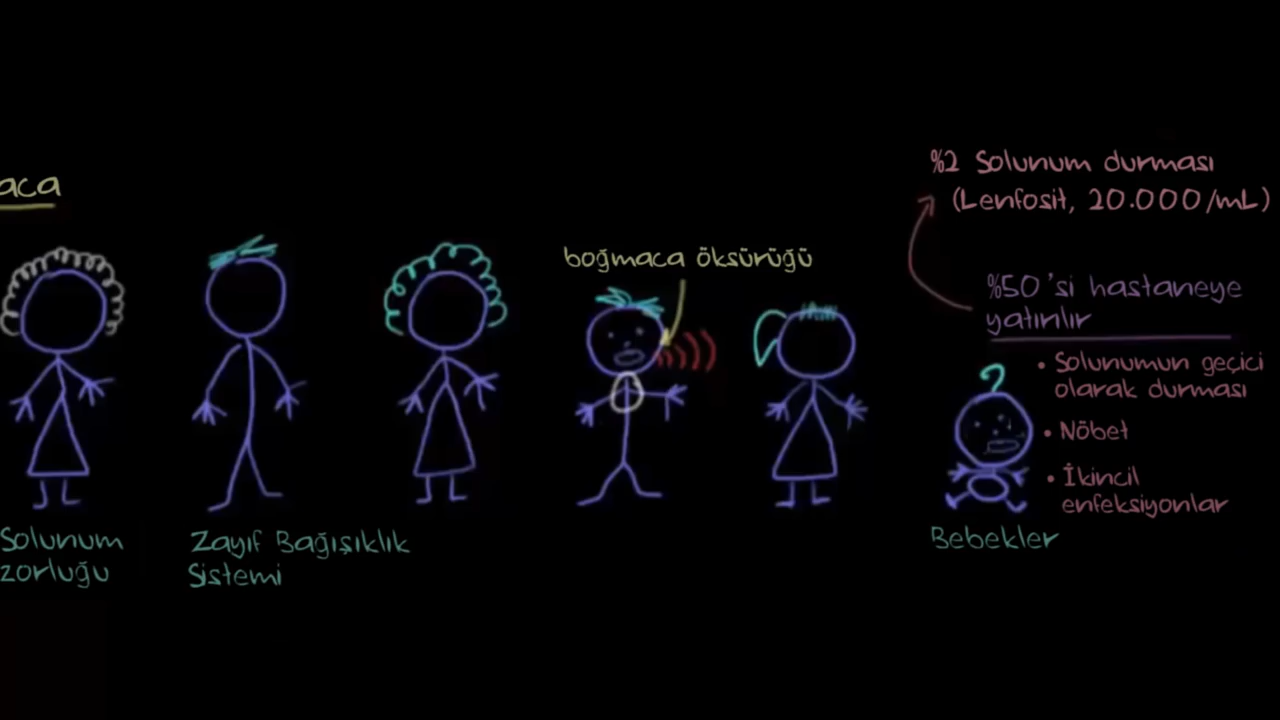 aca
boğmaca öksürüğü
%2 Solunum durması
(Lenfosit, 20.000/mL)
%50'si hastaneye
yatırılır
• Solunumun geçici
olarak durması
• Nöbet
• İkincil
enfeksiyonlar
Solunum
zorluğu
Zayıf Bağışıklık
Sistemi
Bebekler